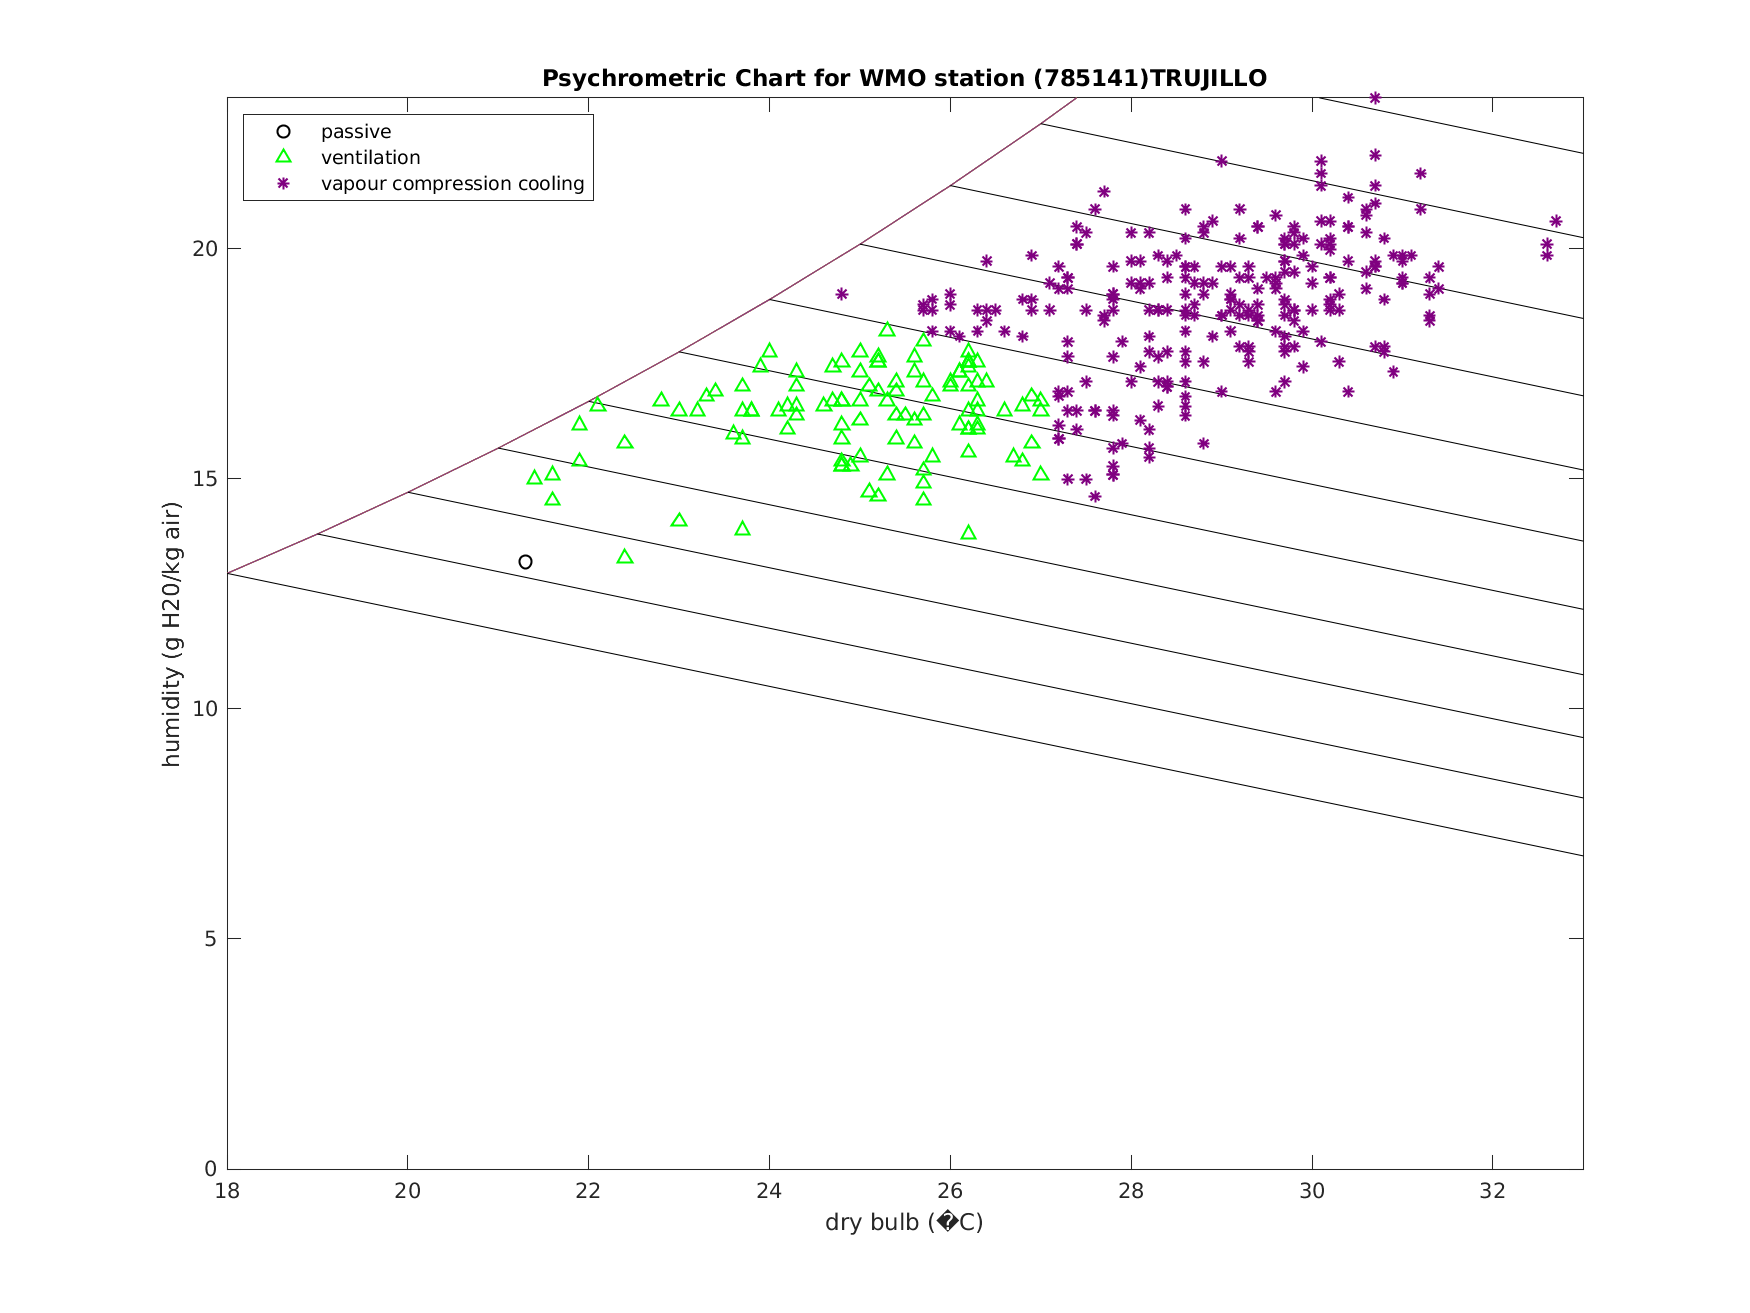 Psychrometric Chart for WMO station (785141)TRUJILLO
passive
ventilation
vapour compression cooling
20
15
10
5
0
humidity (g H20/kg air)
18 20 22 24 26 28 30 32
dry bulb (�C)